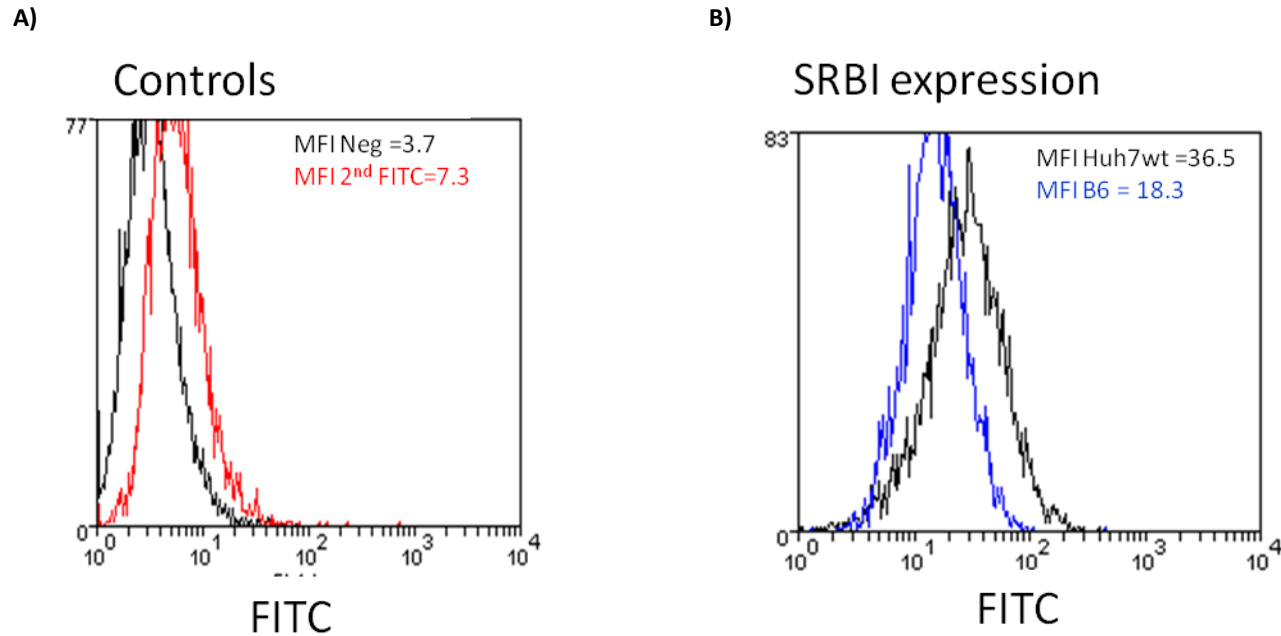 A)
Controls
77
MFI Neg =3.7
MFI 2nd FITC=7.3
0
10^0 10^1 10^2 10^3 10^4
FITC
B)
SRBI expression
83
MFI Huh7wt =36.5
MFI B6 = 18.3
0
10^0 10^1 10^2 10^3 10^4
FITC